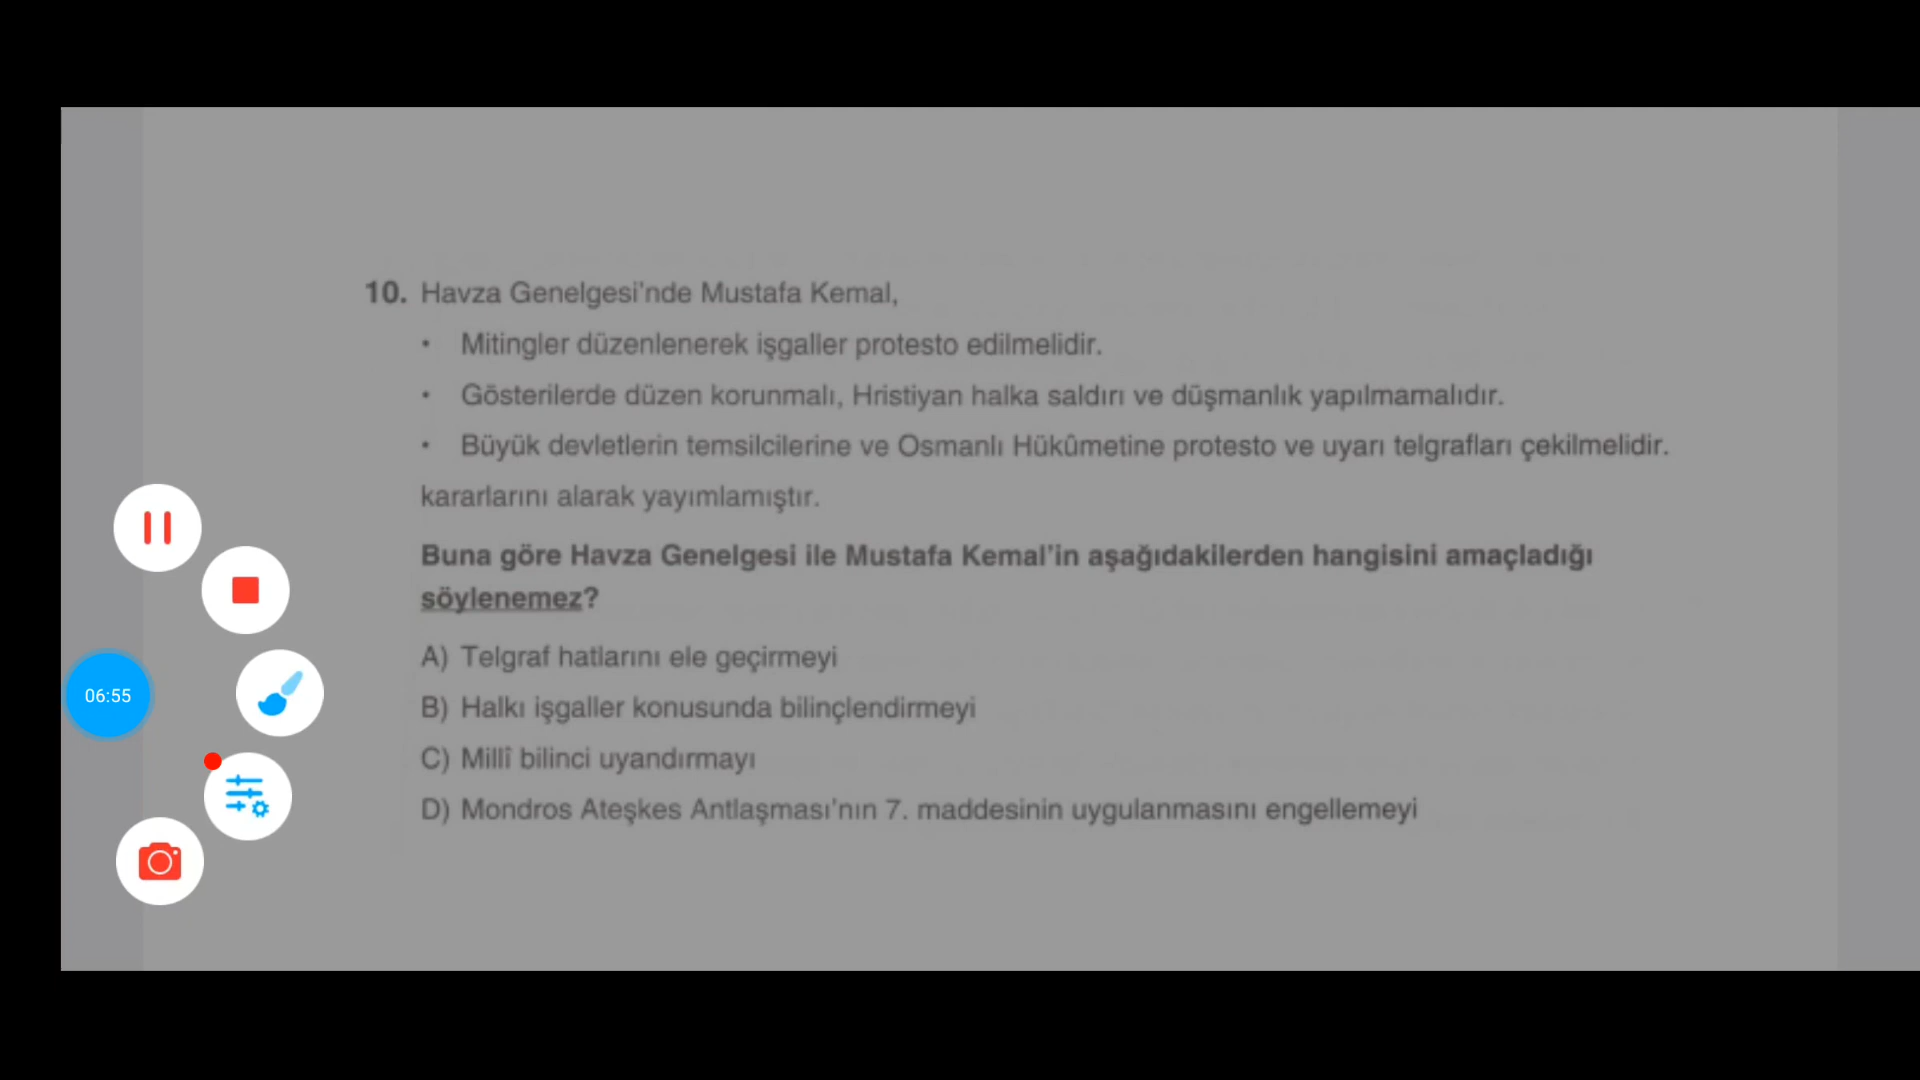 10. Havza Genelgesi'nde Mustafa Kemal,
• Mitingler düzenlenerek işgaller protesto edilmelidir.
• Gösterilerde düzen korunmalı, Hristiyan halka saldırı ve düşmanlık yapılmamalıdır.
• Büyük devletlerin temsilcilerine ve Osmanlı Hükûmetine protesto ve uyarı telgrafları çekilmelidir.
kararlarını alarak yayımlamıştır.
Buna göre Havza Genelgesi ile Mustafa Kemal'in aşağıdakilerden hangisini amaçladığı
söylenemez?
A) Telgraf hatlarını ele geçirmeyi
B) Halkı işgaller konusunda bilinçlendirmeyi
06:55
C) Millî bilinci uyandırmayı
D) Mondros Ateşkes Antlaşması'nın 7. maddesinin uygulanmasını engellemeyi